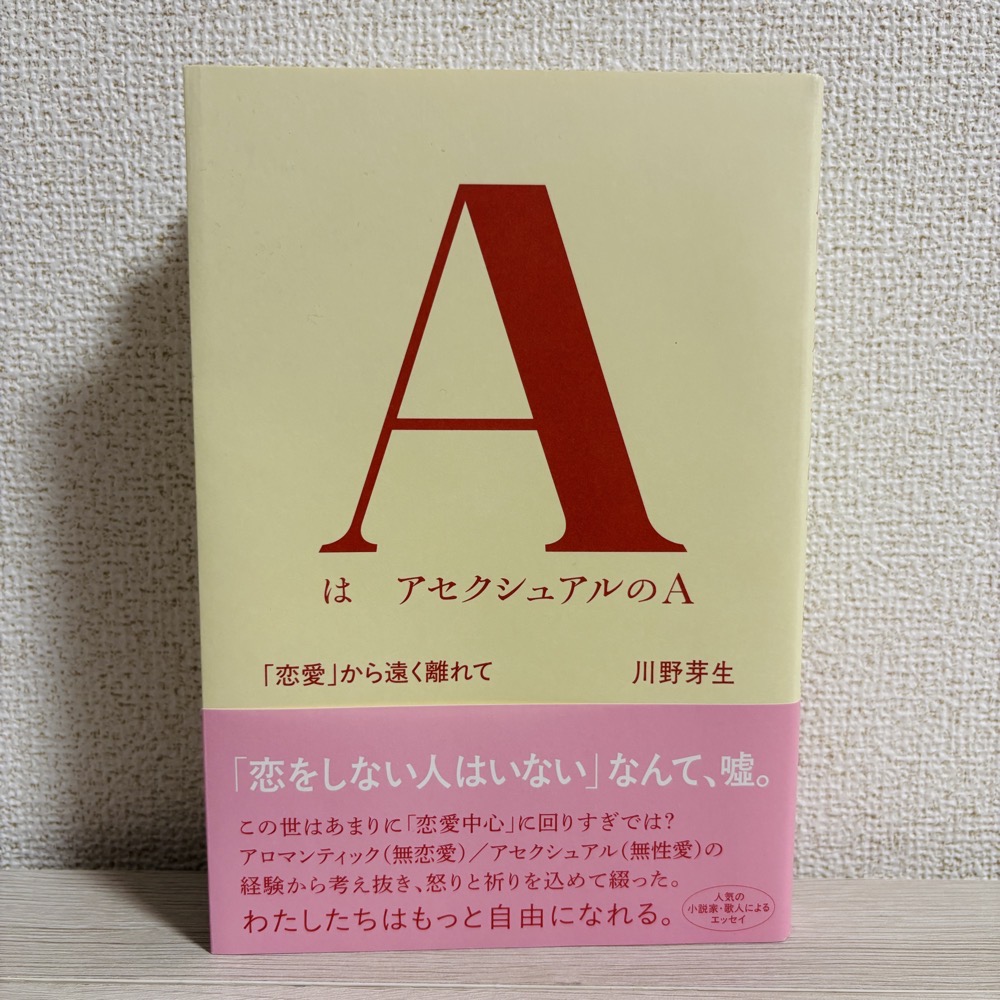 A
は アセクシュアルのA
「恋愛」から遠く離れて
川野芽生
「恋をしない人はいない」なんて、嘘。
この世はあまりに「恋愛中心」に回りすぎでは?
アロマンティック(無恋愛)/アセクシュアル(無性愛)の
経験から考え抜き、怒りと祈りを込めて綴った。
わたしたちはもっと自由になれる。
人気の
小説家・歌人による
エッセイ